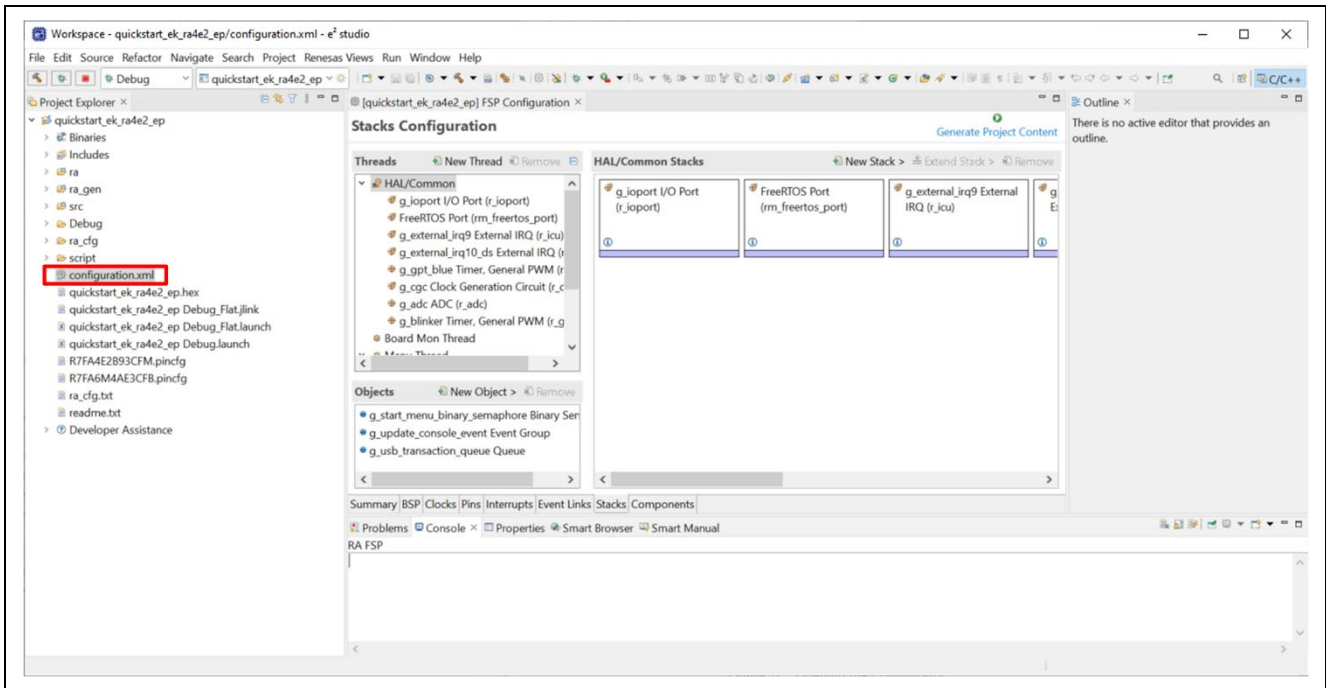 Workspace - quickstart_ek_ra4e2_ep/configuration.xml - e² studio
File Edit Source Refactor Navigate Search Project Renesas Views Run Window Help
Debug quickstart_ek_ra4e2_ep C/C++
Project Explorer
quickstart_ek_ra4e2_ep
Binaries
Includes
ra
ra_gen
src
Debug
ra_cfg
script
configuration.xml
quickstart_ek_ra4e2_ep.hex
quickstart_ek_ra4e2_ep Debug_Flat.jlink
quickstart_ek_ra4e2_ep Debug_Flat.launch
quickstart_ek_ra4e2_ep Debug.launch
R7FA4E2B93CFM.pincfg
R7FA6M4AE3CFB.pincfg
ra_cfg.txt
readme.txt
Developer Assistance
[quickstart_ek_ra4e2_ep] FSP Configuration
Stacks Configuration
Generate Project Content
Threads New Thread Remove
HAL/Common
g_ioport I/O Port (r_ioport)
FreeRTOS Port (rm_freertos_port)
g_external_irq9 External IRQ (r_icu)
g_external_irq10_ds External IRQ (r
g_gpt_blue Timer, General PWM (r
g_cgc Clock Generation Circuit (r_c
g_adc ADC (r_adc)
g_blinker Timer, General PWM (r_g
Board Mon Thread
Menu Thread
Objects New Object > Remove
g_start_menu_binary_semaphore Binary Sem
g_update_console_event Event Group
g_usb_transaction_queue Queue
HAL/Common Stacks New Stack > Extend Stack > Remove
g_ioport I/O Port
(r_ioport)
FreeRTOS Port
(rm_freertos_port)
g_external_irq9 External
IRQ (r_icu)
g
E
Summary BSP Clocks Pins Interrupts Event Links Stacks Components
Problems Console Properties Smart Browser Smart Manual
RA FSP
Outline
There is no active editor that provides an
outline.